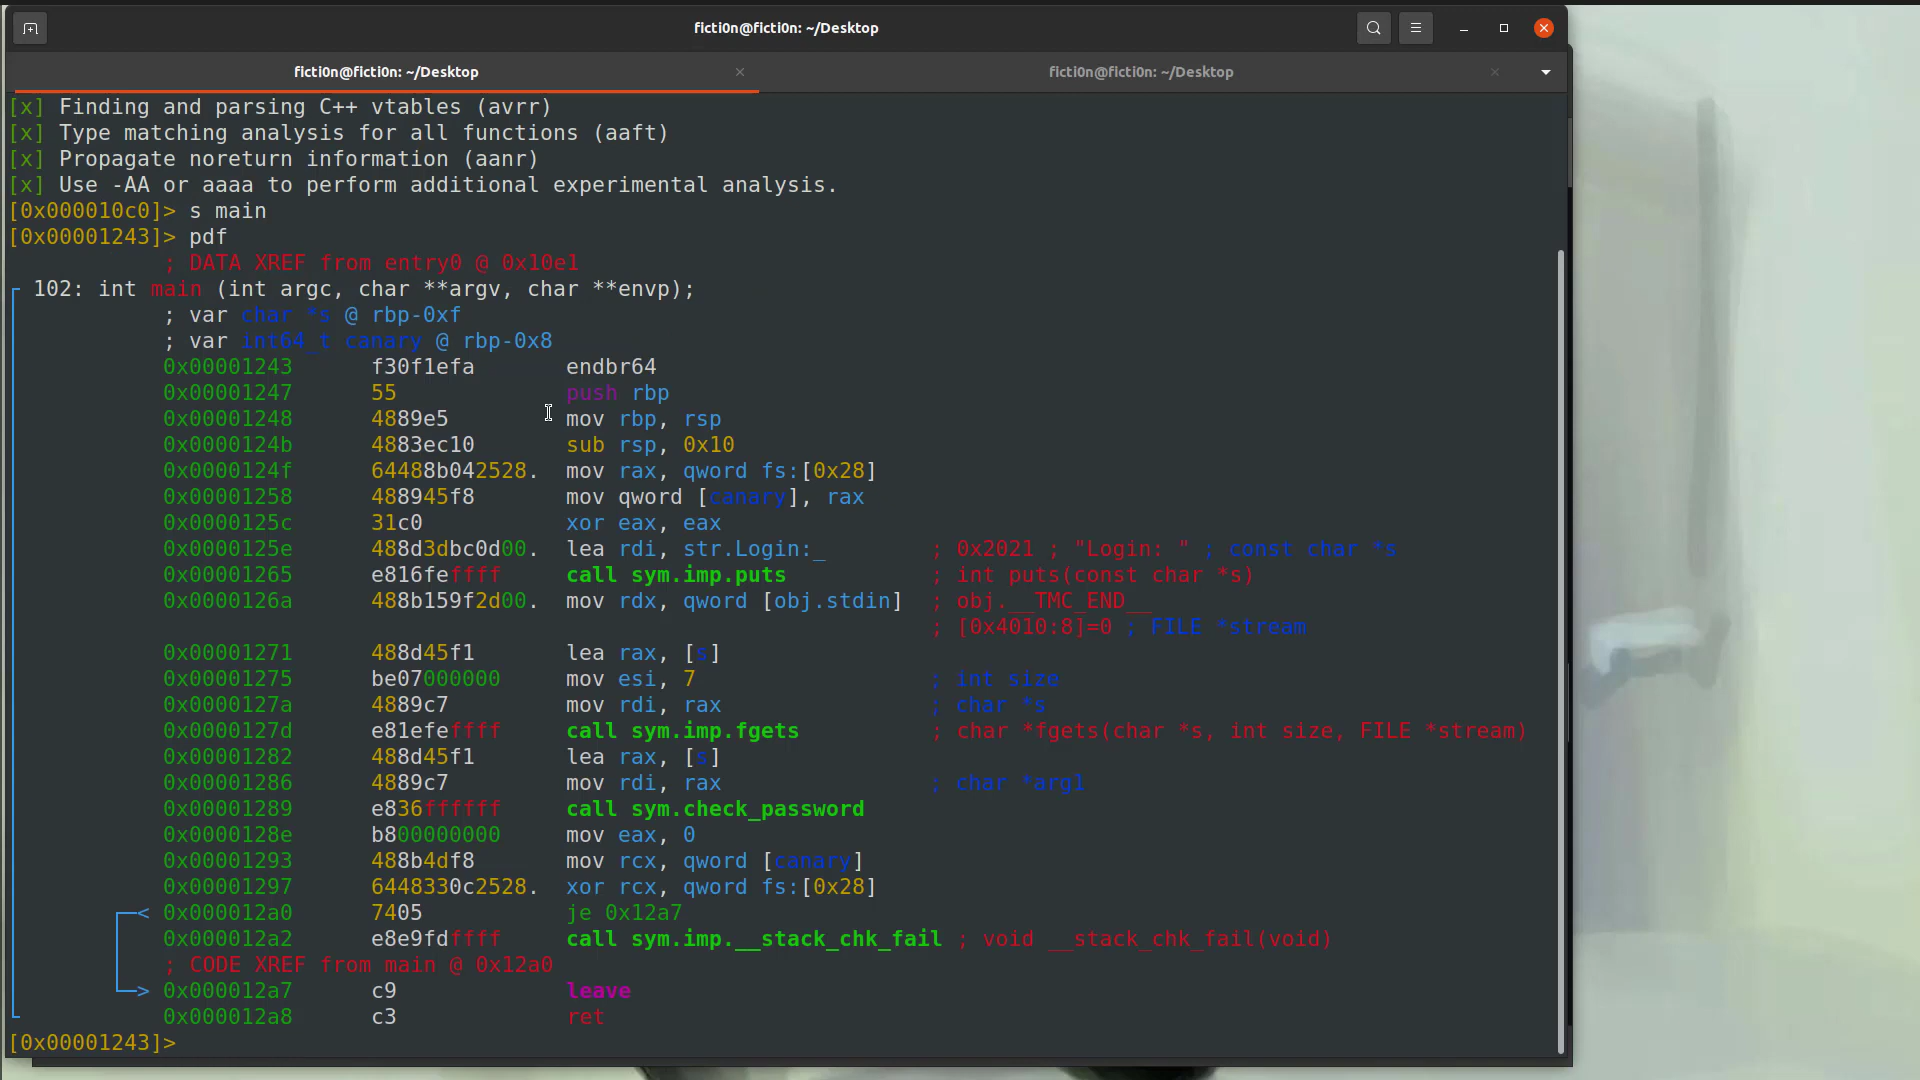 ficti0n@ficti0n: ~/Desktop
ficti0n@ficti0n: ~/Desktop
ficti0n@ficti0n: ~/Desktop
[x] Finding and parsing C++ vtables (avrr)
[x] Type matching analysis for all functions (aaft)
[x] Propagate noreturn information (aanr)
[x] Use -AA or aaaa to perform additional experimental analysis.
[0x000010c0]> s main
[0x00001243]> pdf
; DATA XREF from entry0 @ 0x10e1
102: int main (int argc, char **argv, char **envp);
; var char *s @ rbp-0xf
; var int64_t canary @ rbp-0x8
0x00001243 f30f1efa endbr64
0x00001247 55 push rbp
0x00001248 4889e5 mov rbp, rsp
0x0000124b 4883ec10 sub rsp, 0x10
0x0000124f 64488b042528. mov rax, qword fs:[0x28]
0x00001258 488945f8 mov qword [canary], rax
0x0000125c 31c0 xor eax, eax
0x0000125e 488d3dbc0d00. lea rdi, str.Login:_ ; 0x2021 ; "Login: " ; const char *s
0x00001265 e816feffff call sym.imp.puts ; int puts(const char *s)
0x0000126a 488b159f2d00. mov rdx, qword [obj.stdin] ; obj.__TMC_END__
; [0x4010:8]=0 ; FILE *stream
0x00001271 488d45f1 lea rax, [s]
0x00001275 be07000000 mov esi, 7 ; int size
0x0000127a 4889c7 mov rdi, rax ; char *s
0x0000127d e81efeffff call sym.imp.fgets ; char *fgets(char *s, int size, FILE *stream)
0x00001282 488d45f1 lea rax, [s]
0x00001286 4889c7 mov rdi, rax ; char *arg1
0x00001289 e836ffffff call sym.check_password
0x0000128e b800000000 mov eax, 0
0x00001293 488b4df8 mov rcx, qword [canary]
0x00001297 6448330c2528. xor rcx, qword fs:[0x28]
< 0x000012a0 7405 je 0x12a7
0x000012a2 e8e9fdffff call sym.imp.__stack_chk_fail ; void __stack_chk_fail(void)
; CODE XREF from main @ 0x12a0
> 0x000012a7 c9 leave
0x000012a8 c3 ret
[0x00001243]>